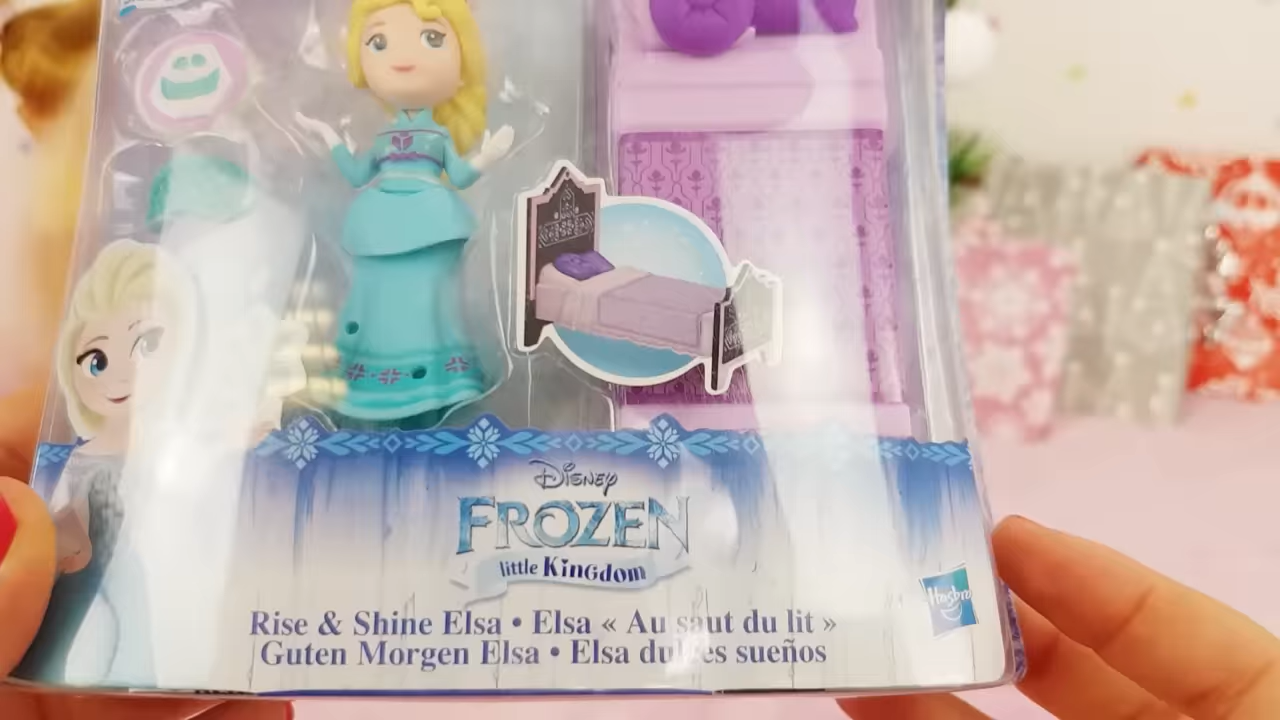 Disney
FROZEN
little Kingdom
Hasbro
Rise & Shine Elsa • Elsa « Au saut du lit »
Guten Morgen Elsa • Elsa dulces sueños